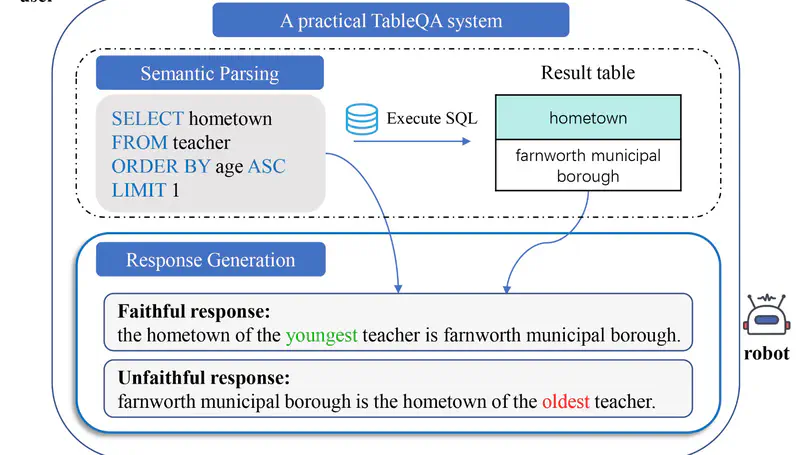 user
A practical TableQA system
Semantic Parsing
SELECT hometown
FROM teacher
ORDER BY age ASC
LIMIT 1
Execute SQL
Result table
hometown
farnworth municipal
borough
Response Generation
Faithful response:
the hometown of the youngest teacher is farnworth municipal borough.
Unfaithful response:
farnworth municipal borough is the hometown of the oldest teacher.
robot